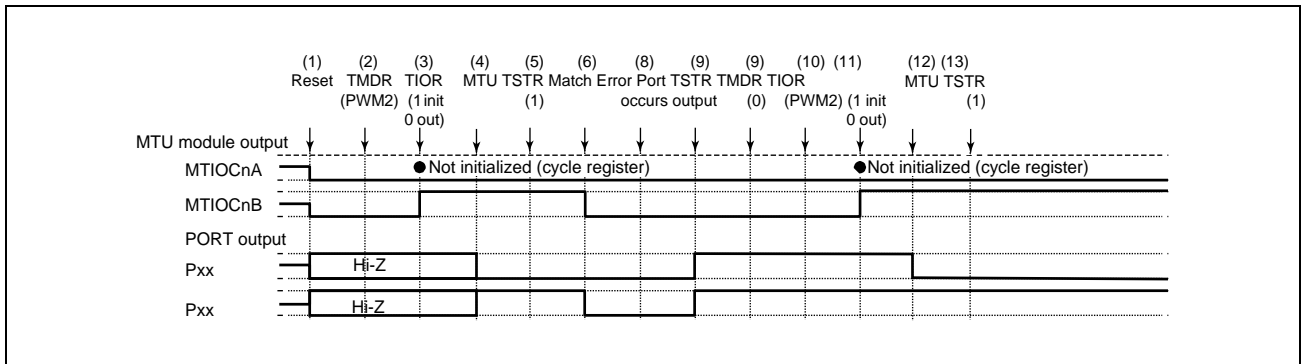 (1) (2) (3) (4) (5) (6) (8) (9) (9) (10) (11) (12) (13)
Reset TMDR TIOR MTU TSTR Match Error Port TSTR TMDR TIOR MTU TSTR
(PWM2) (1 init (1) occurs output (0) (PWM2) (1 init (1)
0 out) 0 out)
MTU module output
MTIOCnA Not initialized (cycle register) Not initialized (cycle register)
MTIOCnB
PORT output
Pxx Hi-Z
Pxx Hi-Z